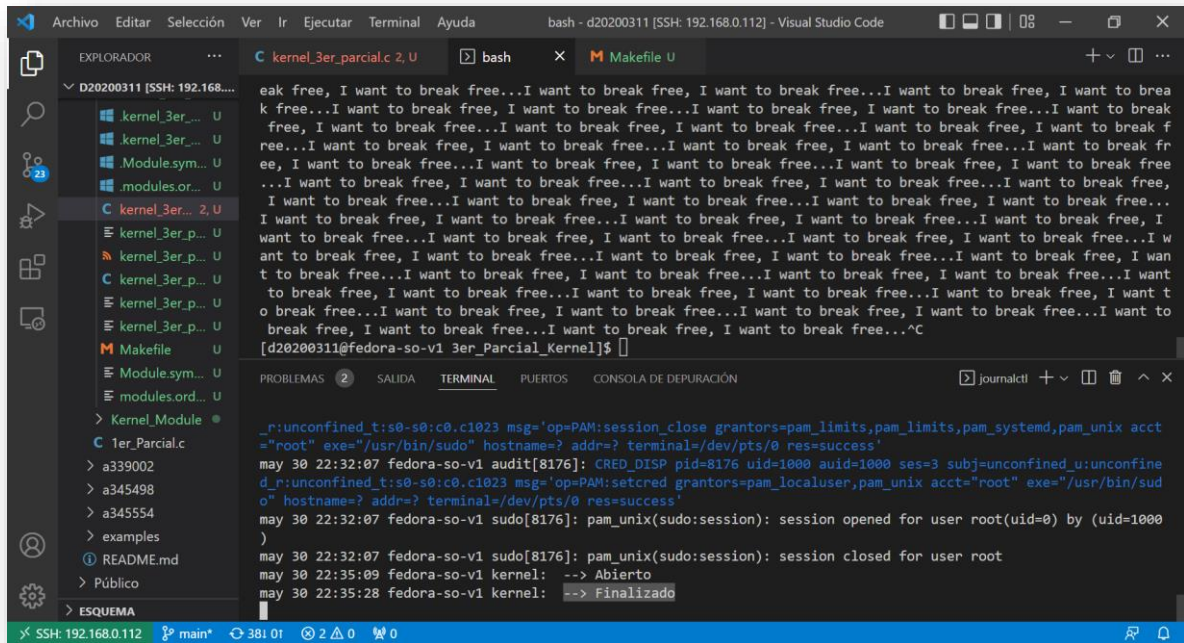 Archivo Editar Selección Ver Ir Ejecutar Terminal Ayuda bash - d20200311 [SSH: 192.168.0.112] - Visual Studio Code
EXPLORADOR ...
D20200311 [SSH: 192.168....
.kernel_3er_... U
.kernel_3er_... U
.Module.sym... U
.modules.or... U
C kernel_3er... 2, U
kernel_3er_p... U
kernel_3er_p... U
C kernel_3er_p... U
kernel_3er_p... U
kernel_3er_p... U
M Makefile U
Module.sym... U
modules.ord... U
> Kernel_Module
C 1er_Parcial.c
> a339002
> a345498
> a345554
> examples
README.md
> Público
> ESQUEMA
23
C kernel_3er_parcial.c 2, U bash M Makefile U
eak free, I want to break free...I want to break free, I want to break free...I want to break free, I want to brea
k free...I want to break free, I want to break free...I want to break free, I want to break free...I want to break
free, I want to break free...I want to break free, I want to break free...I want to break free, I want to break f
ree...I want to break free, I want to break free...I want to break free, I want to break free...I want to break fr
ee, I want to break free...I want to break free, I want to break free...I want to break free, I want to break free
...I want to break free, I want to break free...I want to break free, I want to break free...I want to break free,
I want to break free...I want to break free, I want to break free...I want to break free, I want to break free...
I want to break free, I want to break free...I want to break free, I want to break free...I want to break free, I
want to break free...I want to break free, I want to break free...I want to break free, I want to break free...I w
ant to break free, I want to break free...I want to break free, I want to break free...I want to break free, I wan
t to break free...I want to break free, I want to break free...I want to break free, I want to break free...I want
to break free, I want to break free...I want to break free, I want to break free...I want to break free, I want t
o break free...I want to break free, I want to break free...I want to break free, I want to break free...I want to
break free, I want to break free...I want to break free, I want to break free...^C
[d20200311@fedora-so-v1 3er_Parcial_Kernel]$
PROBLEMAS 2 SALIDA TERMINAL PUERTOS CONSOLA DE DEPURACIÓN journalctl
_r:unconfined_t:s0-s0:c0.c1023 msg='op=PAM:session_close grantors=pam_limits,pam_limits,pam_systemd,pam_unix acct
="root" exe="/usr/bin/sudo" hostname=? addr=? terminal=/dev/pts/0 res=success'
may 30 22:32:07 fedora-so-v1 audit[8176]: CRED_DISP pid=8176 uid=1000 auid=1000 ses=3 subj=unconfined_u:unconfine
d_r:unconfined_t:s0-s0:c0.c1023 msg='op=PAM:setcred grantors=pam_localuser,pam_unix acct="root" exe="/usr/bin/sud
o" hostname=? addr=? terminal=/dev/pts/0 res=success'
may 30 22:32:07 fedora-so-v1 sudo[8176]: pam_unix(sudo:session): session opened for user root(uid=0) by (uid=1000
)
may 30 22:32:07 fedora-so-v1 sudo[8176]: pam_unix(sudo:session): session closed for user root
may 30 22:35:09 fedora-so-v1 kernel: --> Abierto
may 30 22:35:28 fedora-so-v1 kernel: --> Finalizado
SSH: 192.168.0.112 main* 38↓ 0↑ 2 0 0